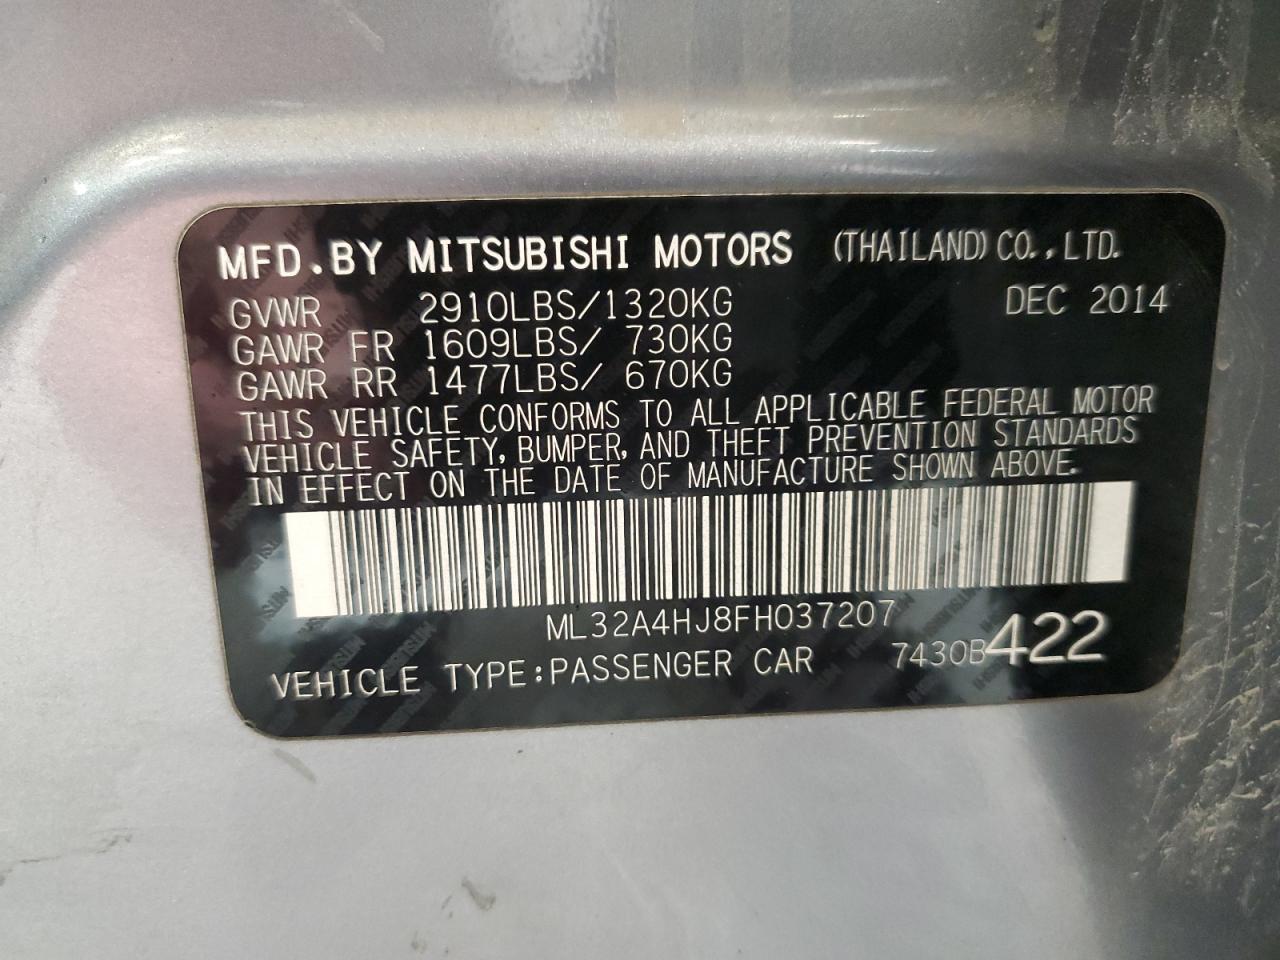 MFD.BY MITSUBISHI MOTORS (THAILAND)CO.,LTD.
GVWR 2910LBS/1320KG DEC 2014
GAWR FR 1609LBS/ 730KG
GAWR RR 1477LBS/ 670KG
THIS VEHICLE CONFORMS TO ALL APPLICABLE FEDERAL MOTOR
VEHICLE SAFETY, BUMPER, AND THEFT PREVENTION STANDARDS
IN EFFECT ON THE DATE OF MANUFACTURE SHOWN ABOVE.
ML32A4HJ8FH037207
VEHICLE TYPE:PASSENGER CAR 7430B422